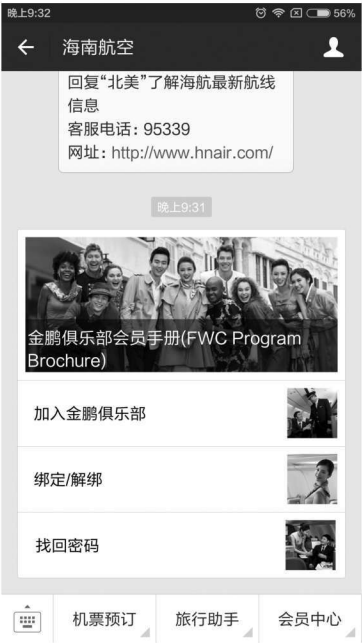 晚上9:32
56%
海南航空
回复“北美”了解海航最新航线
信息
客服电话：95339
网址：http://www.hnair.com/
晚上9:31
金鹏俱乐部会员手册(FWC Program
Brochure)
加入金鹏俱乐部
绑定/解绑
找回密码
机票预订
旅行助手
会员中心